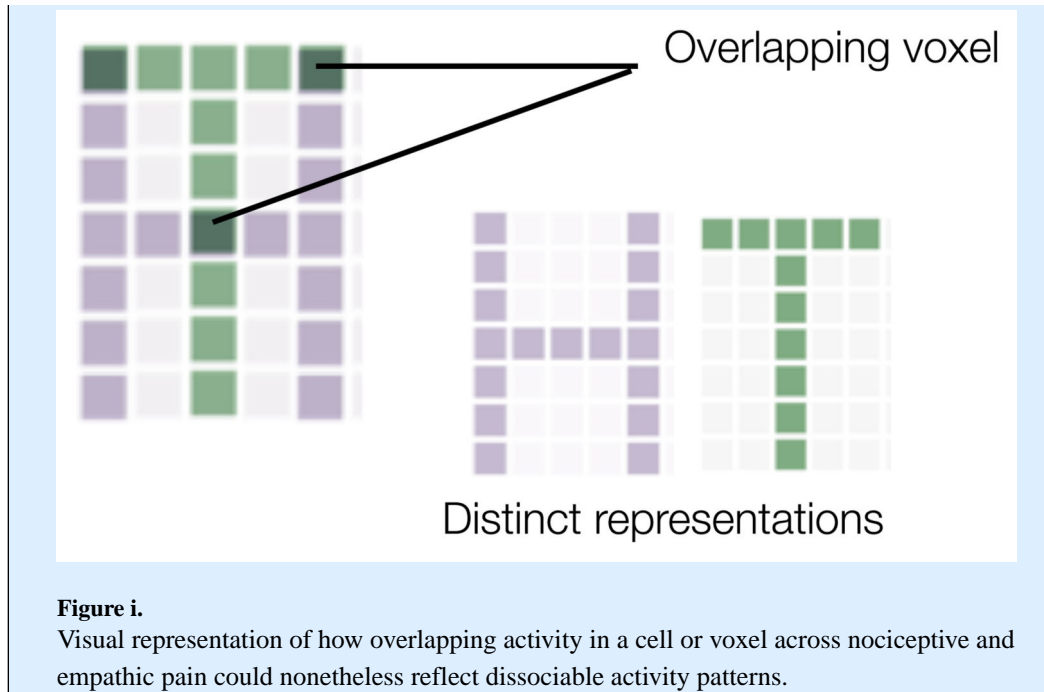 Overlapping voxel
Distinct representations
Figure i.
Visual representation of how overlapping activity in a cell or voxel across nociceptive and
empathic pain could nonetheless reflect dissociable activity patterns.